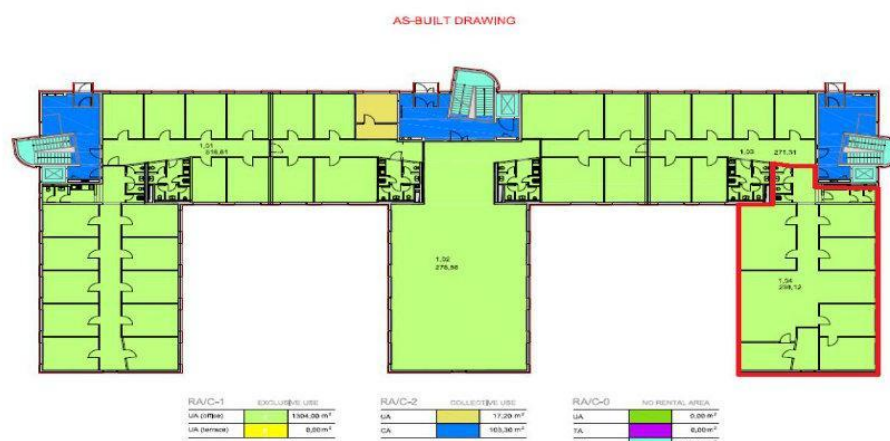 AS-BUILT DRAWING
1,01
1,03
271,31
1,02
1,04
RA/C-1 EXCLUSIVE USE
UA (office) 1304,00 m²
UA (terrace) 0,00 m²
RA/C-2 COLLECTIVE USE
UA 17,20 m²
CA 103,30 m²
RA/C-0 NO RENTAL AREA
UA 0,00 m²
TA 0,00 m²